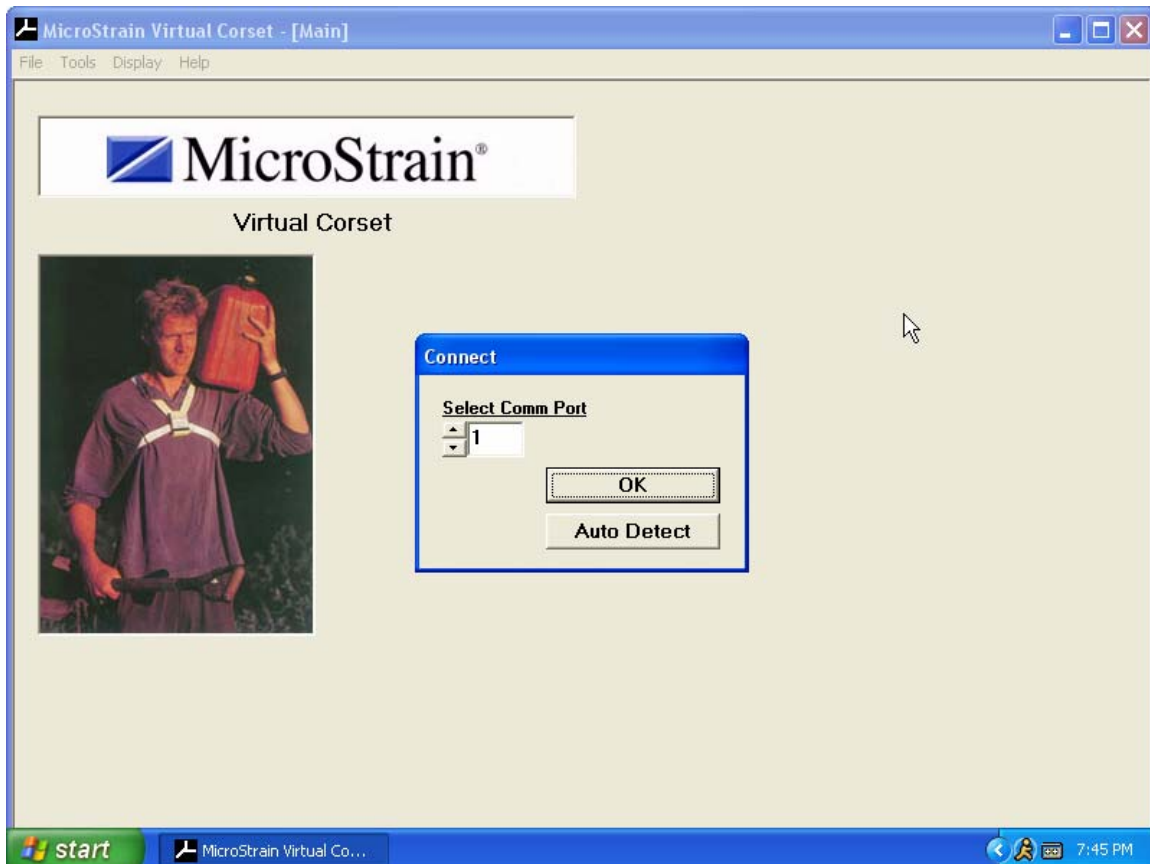 MicroStrain Virtual Corset - [Main]
File Tools Display Help
MicroStrain®
Virtual Corset
Connect
Select Comm Port
1
OK
Auto Detect
start
MicroStrain Virtual Co...
7:45 PM